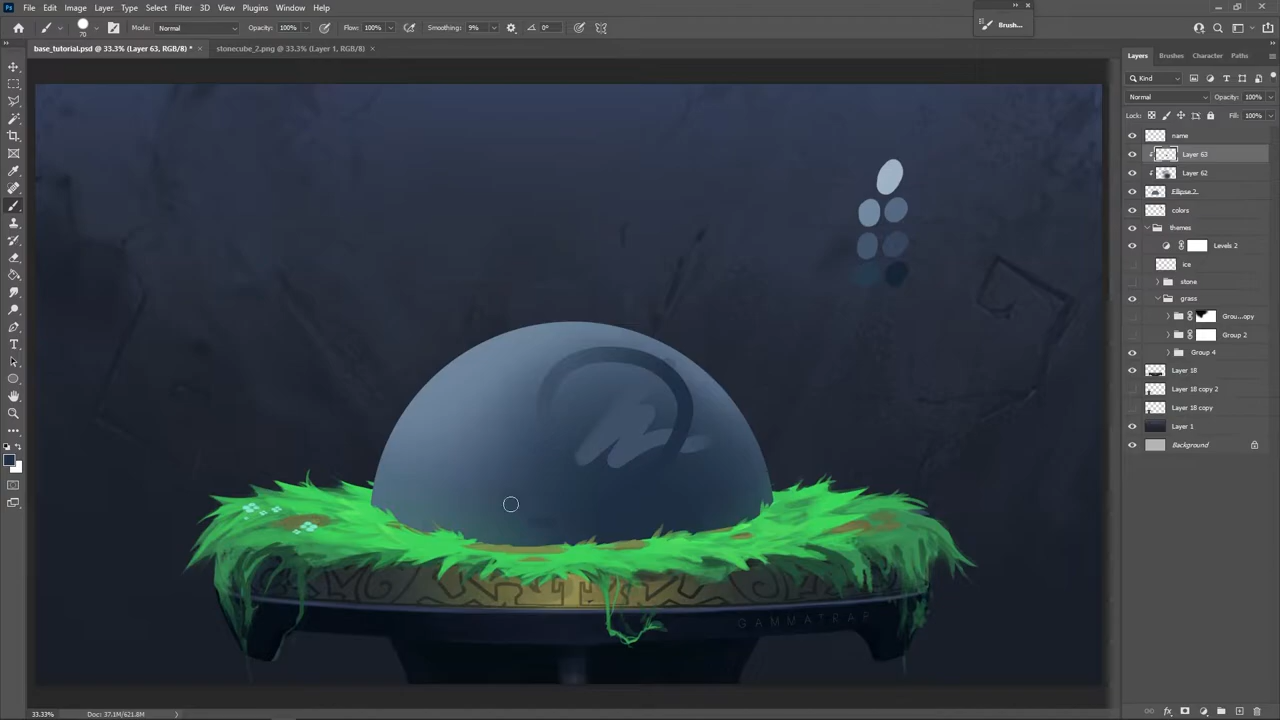 File Edit Image Layer Type Select Filter 3D View Plugins Window Help
Brush...
70 Mode: Normal Opacity: 100% Flow: 100% Smoothing: 9% 0°
base_tutorial.psd @ 33.3% (Layer 63, RGB/8) * × stonecube_2.png @ 33.3% (Layer 1, RGB/8) ×
Layers Brushes Character Paths
Kind
Normal Opacity: 100%
Lock: Fill: 100%
name
Layer 63
Layer 62
Ellipse 2
colors
themes
Levels 2
ice
stone
grass
Grou...opy
Group 2
Group 4
Layer 18
Layer 18 copy 2
Layer 18 copy
Layer 1
Background
GAMMATRAP
33.33% Doc: 37.1M/621.8M